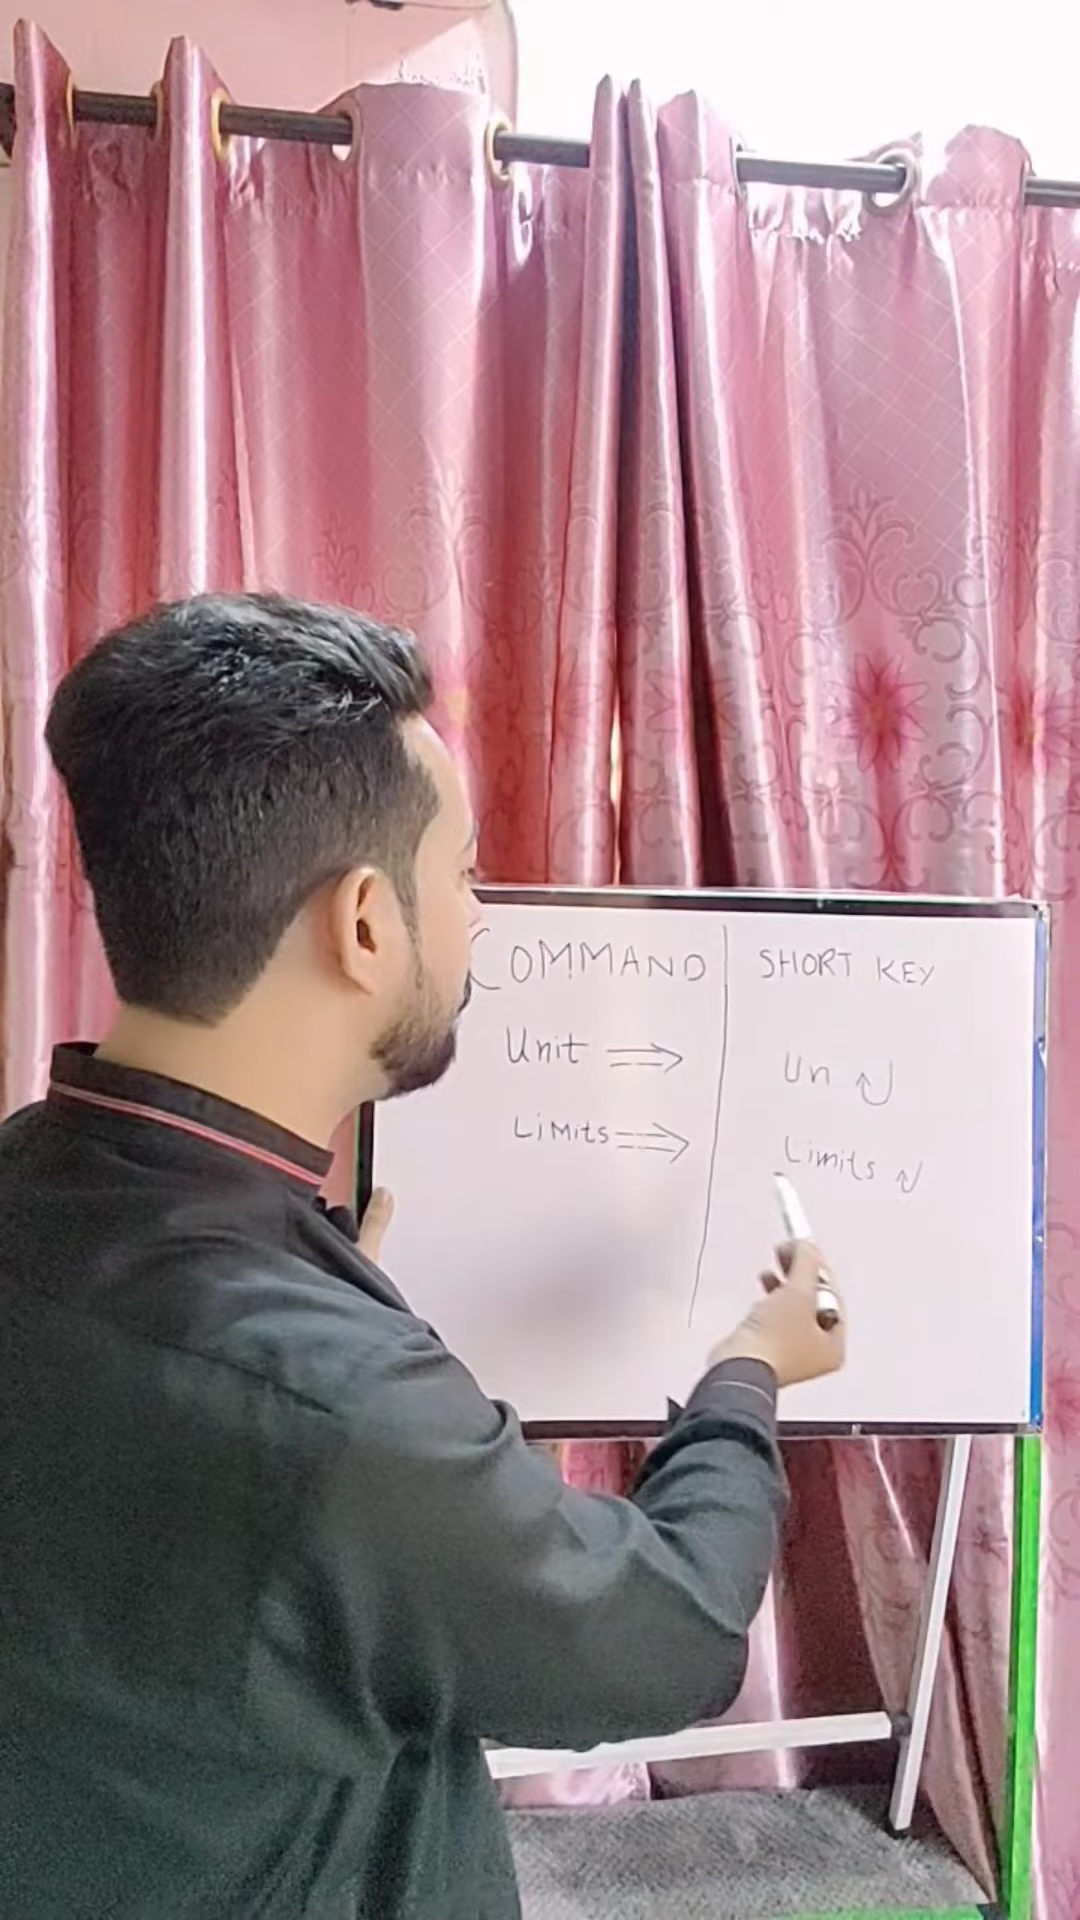 COMMAND SHORT KEY
Unit ⇒ Un ↲
Limits ⇒ Limits ↲